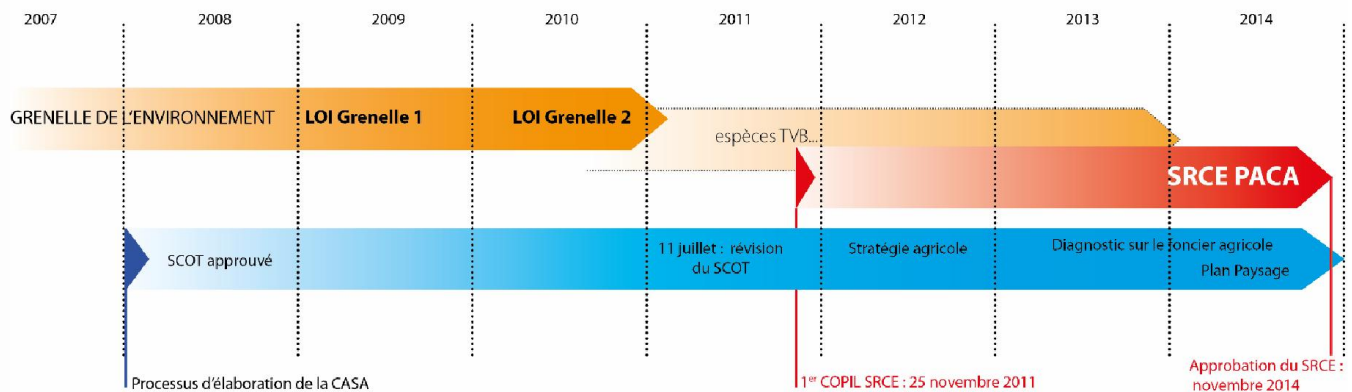 2007 2008 2009 2010 2011 2012 2013 2014
GRENELLE DE L'ENVIRONNEMENT LOI Grenelle 1 LOI Grenelle 2
espèces TVB...
SRCE PACA
SCOT approuvé
11 juillet : révision
du SCOT
Stratégie agricole
Diagnostic sur le foncier agricole
Plan Paysage
Processus d'élaboration de la CASA
1er COPIL SRCE : 25 novembre 2011
Approbation du SRCE :
novembre 2014